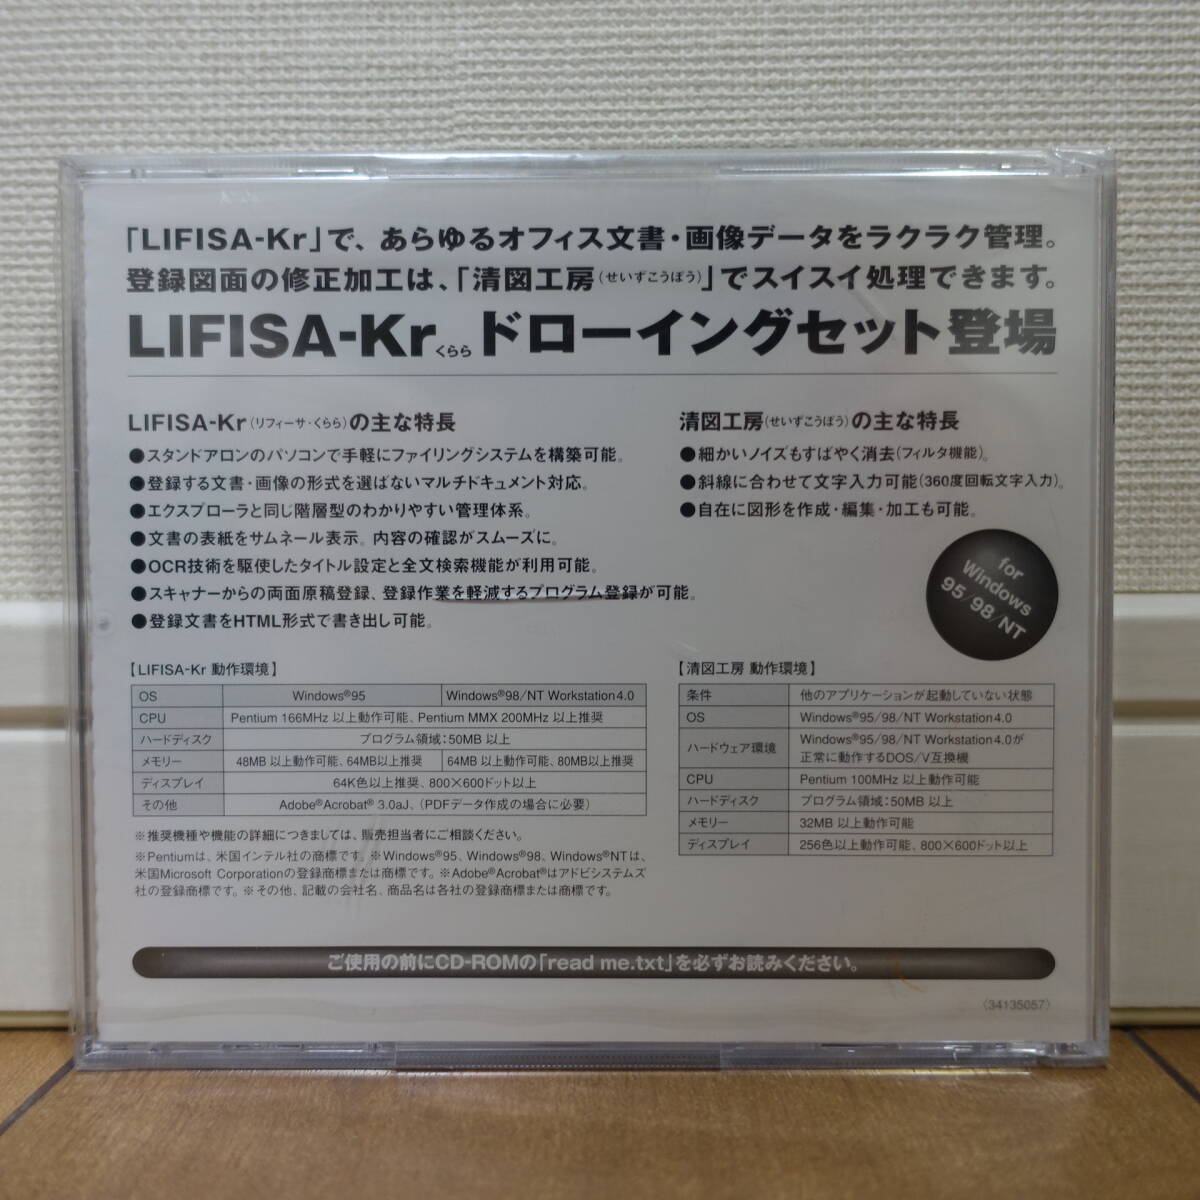 「LIFISA-Kr」で、あらゆるオフィス文書・画像データをラクラク管理。
登録図面の修正加工は、「清図工房(せいずこうぼう)」でスイスイ処理できます。
LIFISA-Kr くらら ドローイングセット登場
LIFISA-Kr(リフィーサ・くらら)の主な特長
●スタンドアロンのパソコンで手軽にファイリングシステムを構築可能。
●登録する文書・画像の形式を選ばないマルチドキュメント対応。
●エクスプローラと同じ階層型のわかりやすい管理体系。
●文書の表紙をサムネール表示。内容の確認がスムーズに。
●OCR技術を駆使したタイトル設定と全文検索機能が利用可能。
●スキャナーからの両面原稿登録、登録作業を軽減するプログラム登録が可能。
●登録文書をHTML形式で書き出し可能。
清図工房(せいずこうぼう)の主な特長
●細かいノイズもすばやく消去(フィルタ機能)。
●斜線に合わせて文字入力可能(360度回転文字入力)。
●自在に図形を作成・編集・加工も可能。
for
Windows
95/98/NT
【LIFISA-Kr 動作環境】
OS Windows®95 Windows®98/NT Workstation4.0
CPU Pentium 166MHz 以上動作可能、Pentium MMX 200MHz 以上推奨
ハードディスク プログラム領域:50MB 以上
メモリー 48MB 以上動作可能、64MB以上推奨 64MB 以上動作可能、80MB以上推奨
ディスプレイ 64K色以上推奨、800×600ドット以上
その他 Adobe®Acrobat® 3.0aJ、(PDFデータ作成の場合に必要)
※推奨機種や機能の詳細につきましては、販売担当者にご相談ください。
※Pentiumは、米国インテル社の商標です。※Windows®95、Windows®98、Windows®NTは、
米国Microsoft Corporationの登録商標または商標です。※Adobe®Acrobat®はアドビシステムズ
社の登録商標です。※その他、記載の会社名、商品名は各社の登録商標または商標です。
【清図工房 動作環境】
条件 他のアプリケーションが起動していない状態
OS Windows®95/98/NT Workstation4.0
ハードウェア環境 Windows®95/98/NT Workstation4.0が
正常に動作するDOS/V互換機
CPU Pentium 100MHz 以上動作可能
ハードディスク プログラム領域:50MB 以上
メモリー 32MB 以上動作可能
ディスプレイ 256色以上動作可能、800×600ドット以上
ご使用の前にCD-ROMの「read me.txt」を必ずお読みください。
〈34135057〉